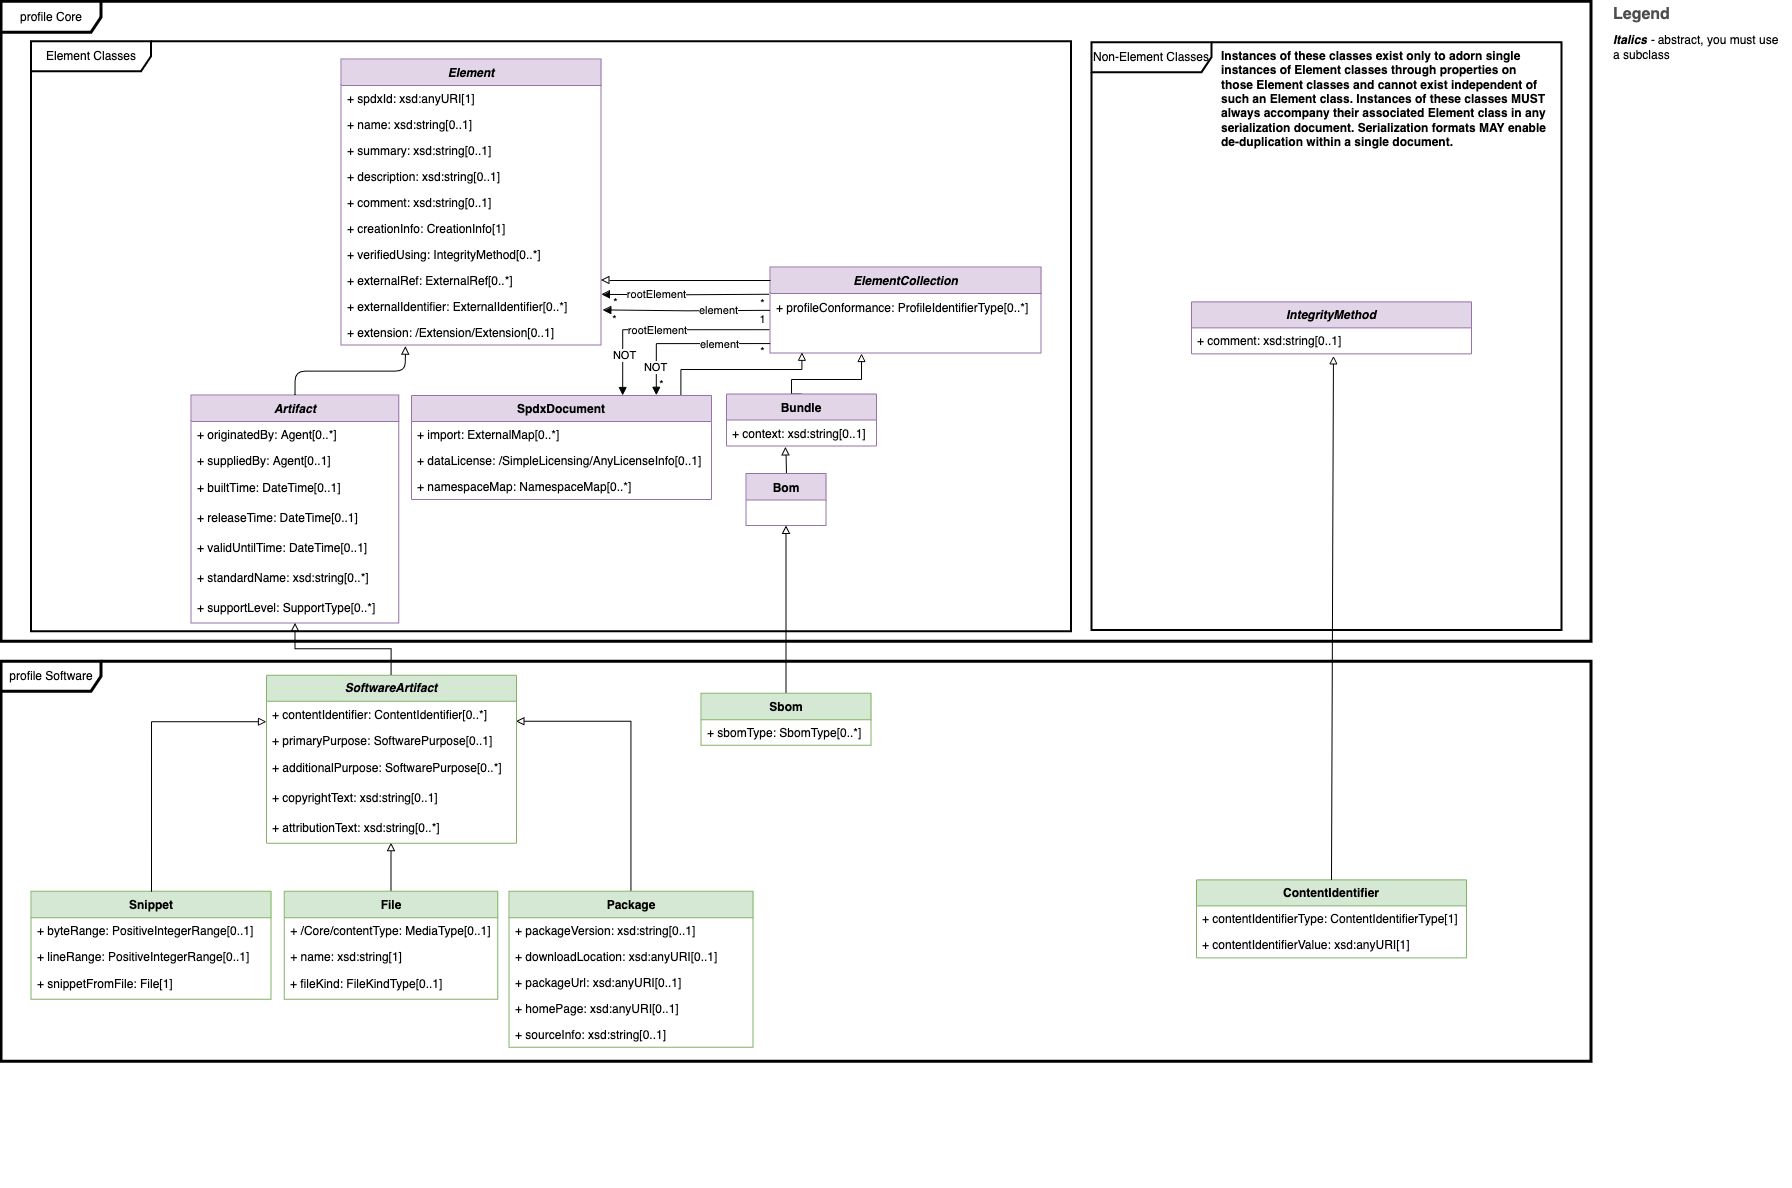 profile Core
Element Classes
Element
+ spdxId: xsd:anyURI[1]
+ name: xsd:string[0..1]
+ summary: xsd:string[0..1]
+ description: xsd:string[0..1]
+ comment: xsd:string[0..1]
+ creationInfo: CreationInfo[1]
+ verifiedUsing: IntegrityMethod[0..*]
+ externalRef: ExternalRef[0..*]
+ externalIdentifier: ExternalIdentifier[0..*]
+ extension: /Extension/Extension[0..1]
ElementCollection
+ profileConformance: ProfileIdentifierType[0..*]
rootElement
*
*
element
*
1
rootElement
NOT
element
*
NOT
*
Artifact
+ originatedBy: Agent[0..*]
+ suppliedBy: Agent[0..1]
+ builtTime: DateTime[0..1]
+ releaseTime: DateTime[0..1]
+ validUntilTime: DateTime[0..1]
+ standardName: xsd:string[0..*]
+ supportLevel: SupportType[0..*]
SpdxDocument
+ import: ExternalMap[0..*]
+ dataLicense: /SimpleLicensing/AnyLicenseInfo[0..1]
+ namespaceMap: NamespaceMap[0..*]
Bundle
+ context: xsd:string[0..1]
Bom
Non-Element Classes
Instances of these classes exist only to adorn single
instances of Element classes through properties on
those Element classes and cannot exist independent of
such an Element class. Instances of these classes MUST
always accompany their associated Element class in any
serialization document. Serialization formats MAY enable
de-duplication within a single document.
IntegrityMethod
+ comment: xsd:string[0..1]
Legend
Italics - abstract, you must use
a subclass
profile Software
SoftwareArtifact
+ contentIdentifier: ContentIdentifier[0..*]
+ primaryPurpose: SoftwarePurpose[0..1]
+ additionalPurpose: SoftwarePurpose[0..*]
+ copyrightText: xsd:string[0..1]
+ attributionText: xsd:string[0..*]
Sbom
+ sbomType: SbomType[0..*]
Snippet
+ byteRange: PositiveIntegerRange[0..1]
+ lineRange: PositiveIntegerRange[0..1]
+ snippetFromFile: File[1]
File
+ /Core/contentType: MediaType[0..1]
+ name: xsd:string[1]
+ fileKind: FileKindType[0..1]
Package
+ packageVersion: xsd:string[0..1]
+ downloadLocation: xsd:anyURI[0..1]
+ packageUrl: xsd:anyURI[0..1]
+ homePage: xsd:anyURI[0..1]
+ sourceInfo: xsd:string[0..1]
ContentIdentifier
+ contentIdentifierType: ContentIdentifierType[1]
+ contentIdentifierValue: xsd:anyURI[1]